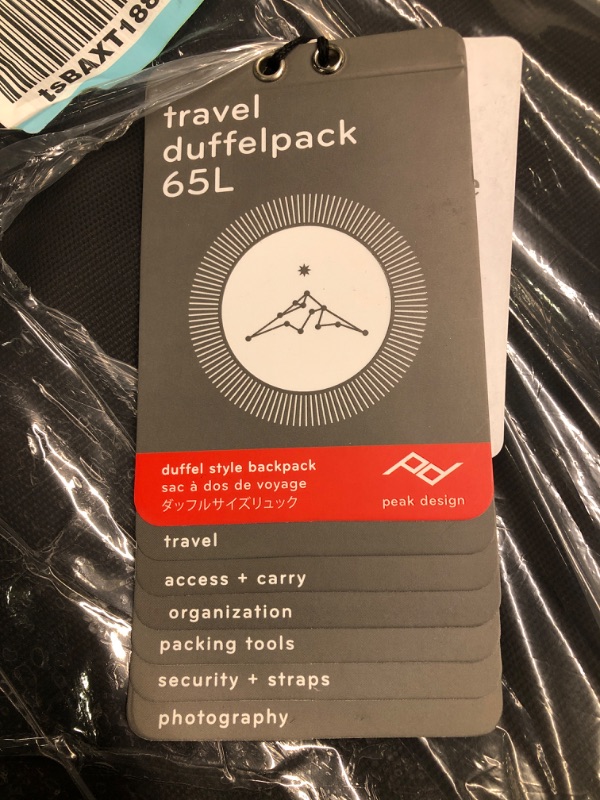 tsBAXT188
travel
duffelpack
65L
duffel style backpack
sac à dos de voyage
ダッフルサイズリュック
peak design
travel
access + carry
organization
packing tools
security + straps
photography